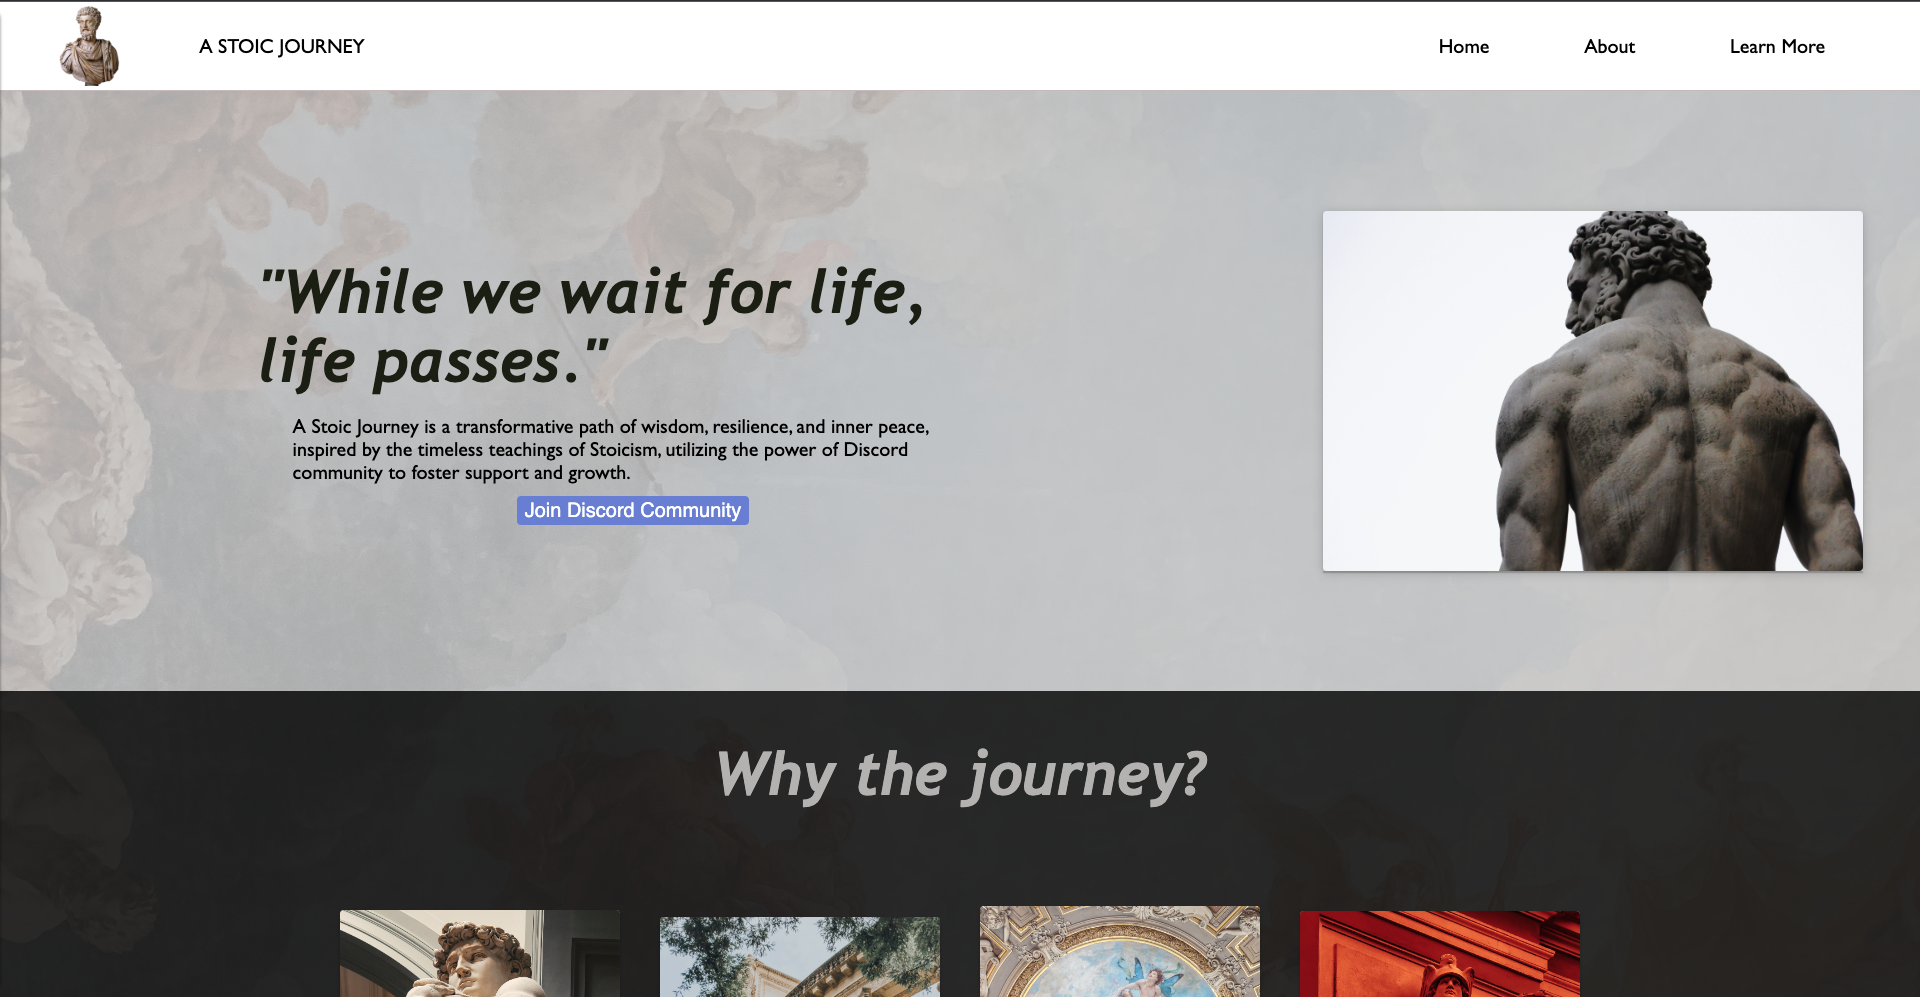 A STOIC JOURNEY
Home
About
Learn More
"While we wait for life,
life passes."
A Stoic Journey is a transformative path of wisdom, resilience, and inner peace,
inspired by the timeless teachings of Stoicism, utilizing the power of Discord
community to foster support and growth.
Join Discord Community
Why the journey?